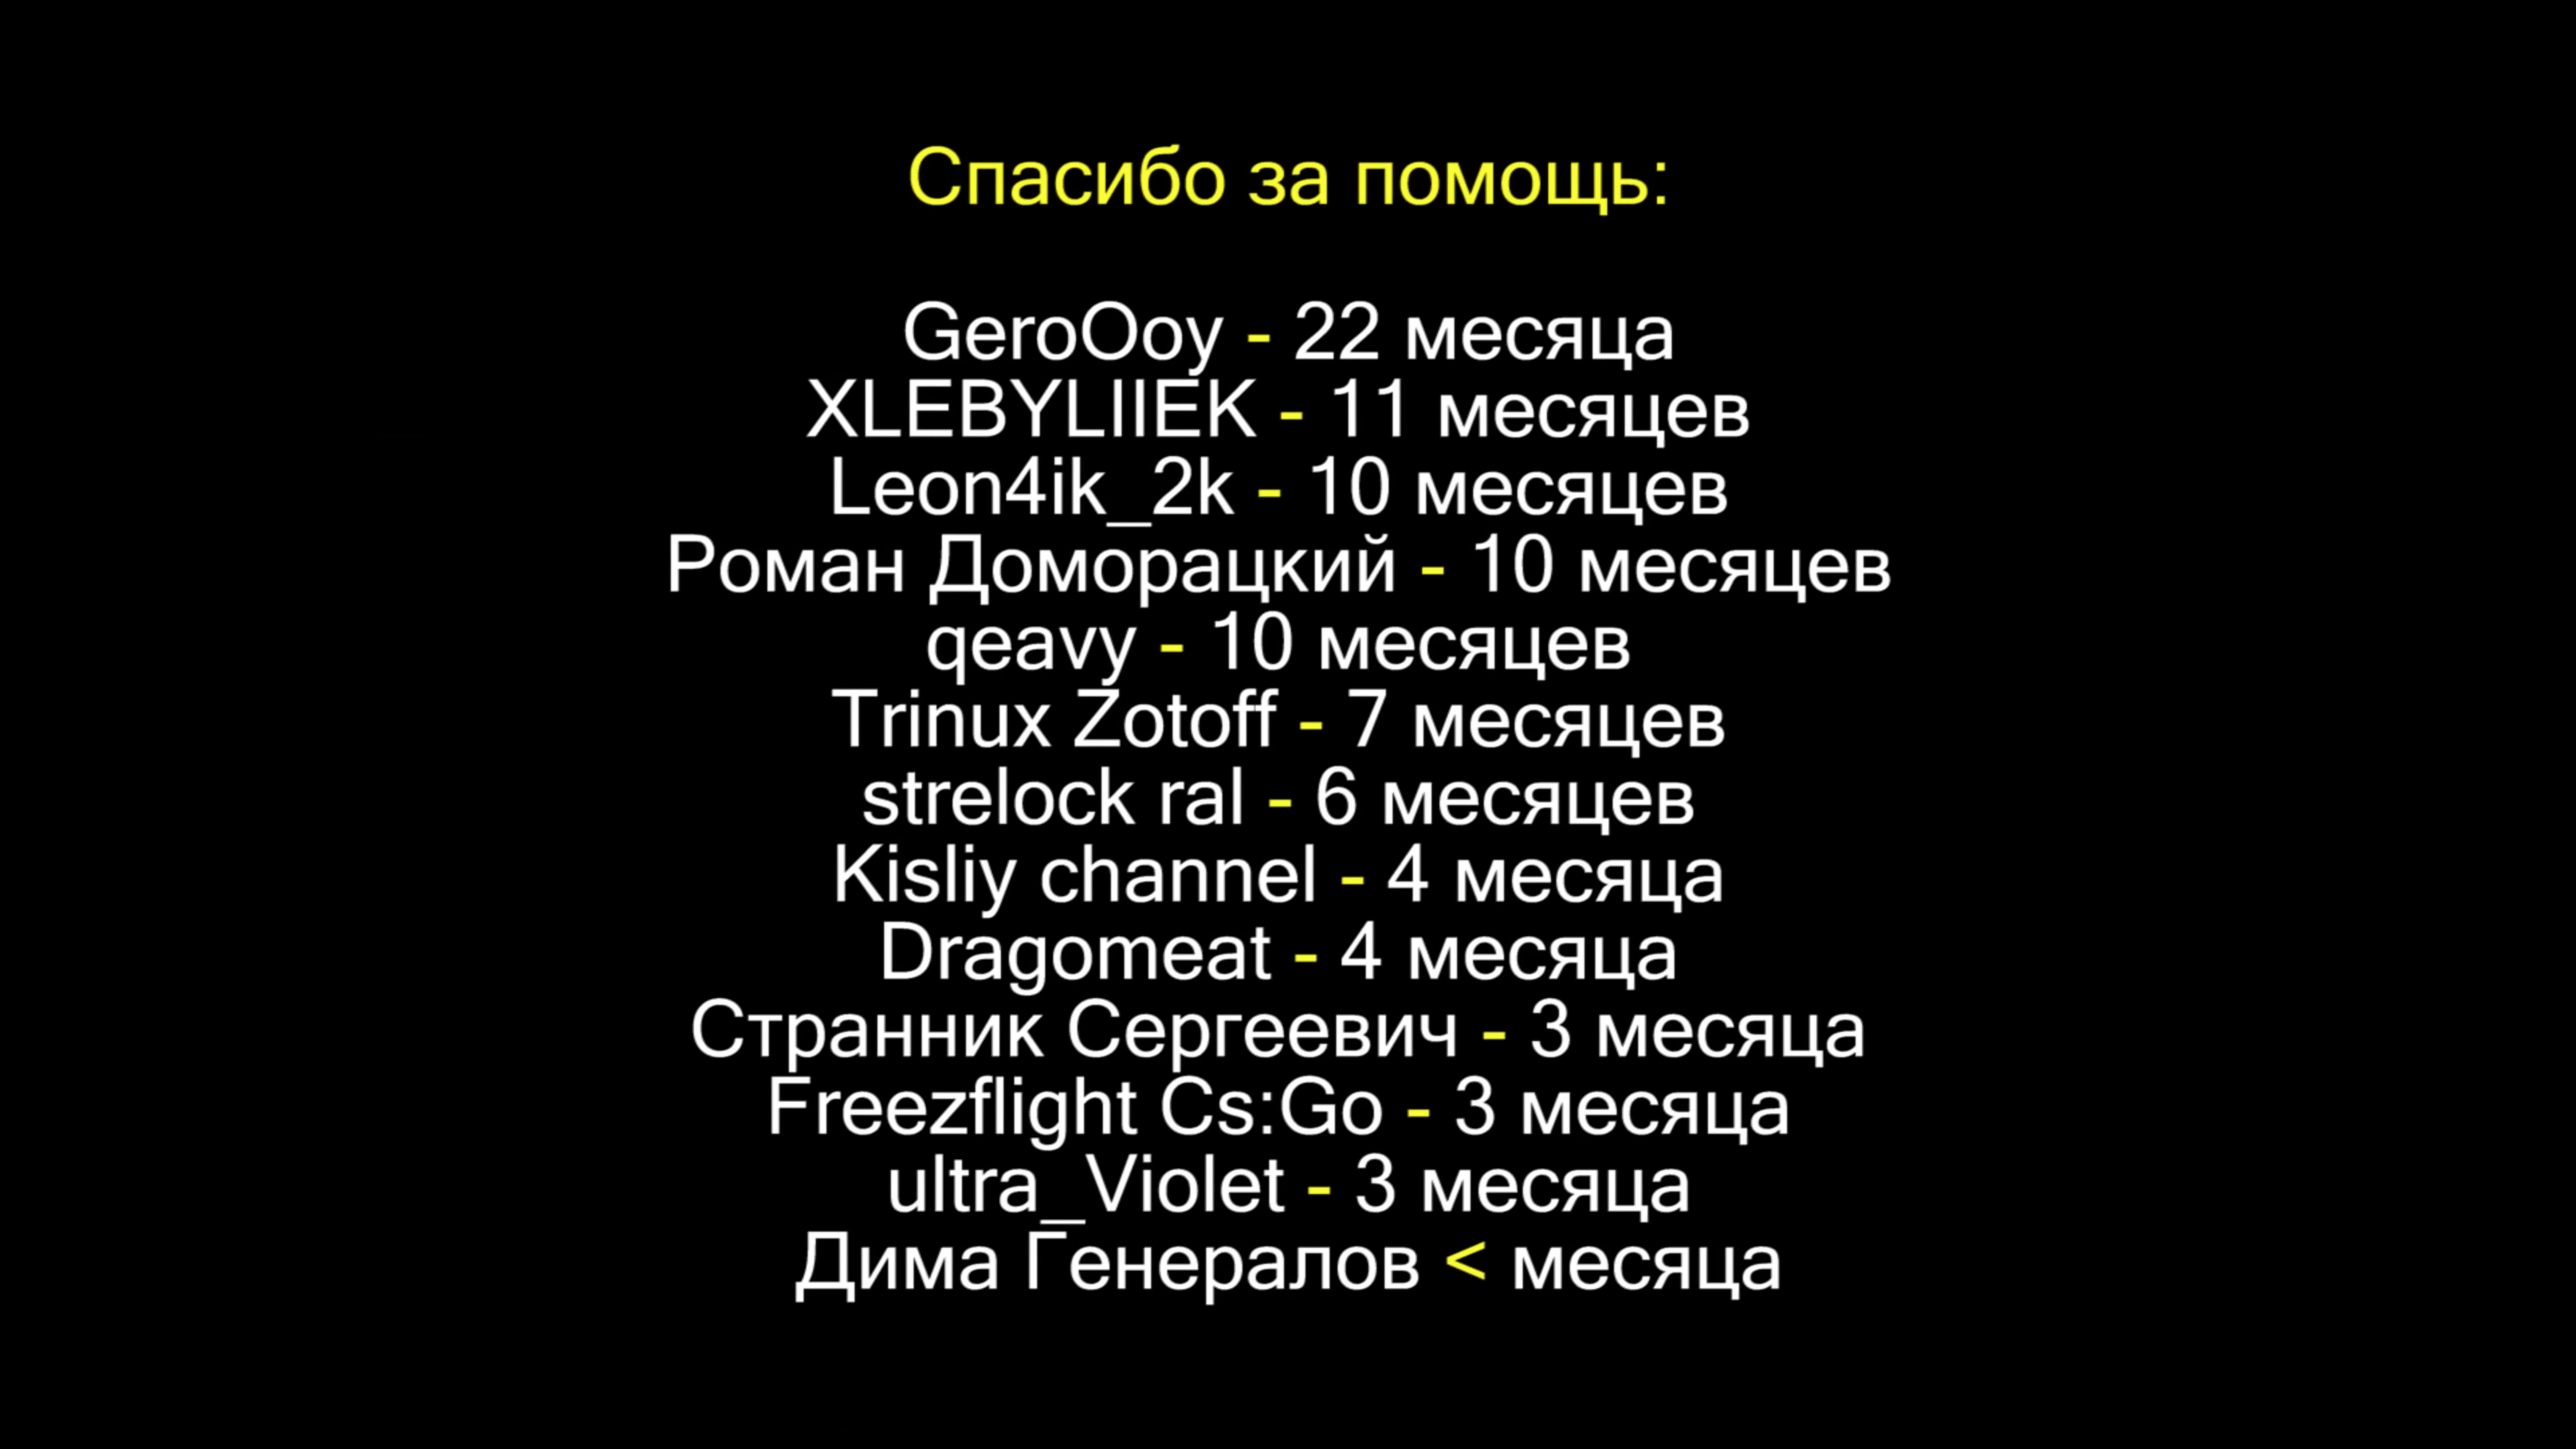 Спасибо за помощь:
GeroOoy - 22 месяца
XLEBYLIIEK - 11 месяцев
Leon4ik_2k - 10 месяцев
Роман Доморацкий - 10 месяцев
qeavy - 10 месяцев
Trinux Zotoff - 7 месяцев
strelock ral - 6 месяцев
Kisliy channel - 4 месяца
Dragomeat - 4 месяца
Странник Сергеевич - 3 месяца
Freezflight Cs:Go - 3 месяца
ultra_Violet - 3 месяца
Дима Генералов < месяца